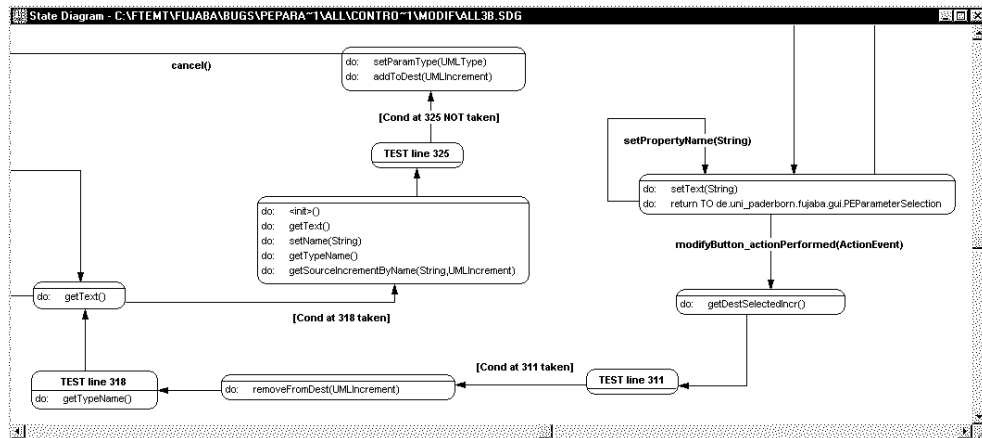 State Diagram - C:\FTEMT\FUJABA\BUGS\PEPARA~1\ALL\CONTRO~1\MODIF\ALL3B.SDG
cancel()
do: setParamType(UMLType)
do: addToDest(UMLIncrement)
[Cond at 325 NOT taken]
TEST line 325
setPropertyName(String)
do: setText(String)
do: return TO de.uni_paderborn.fujaba.gui.PEParameterSelection
do: <init>()
do: getText()
do: setName(String)
do: getTypeName()
do: getSourceIncrementByName(String,UMLIncrement)
modifyButton_actionPerformed(ActionEvent)
do: getText()
do: getDestSelectedIncr()
[Cond at 318 taken]
[Cond at 311 taken]
TEST line 318
do: getTypeName()
do: removeFromDest(UMLIncrement)
TEST line 311